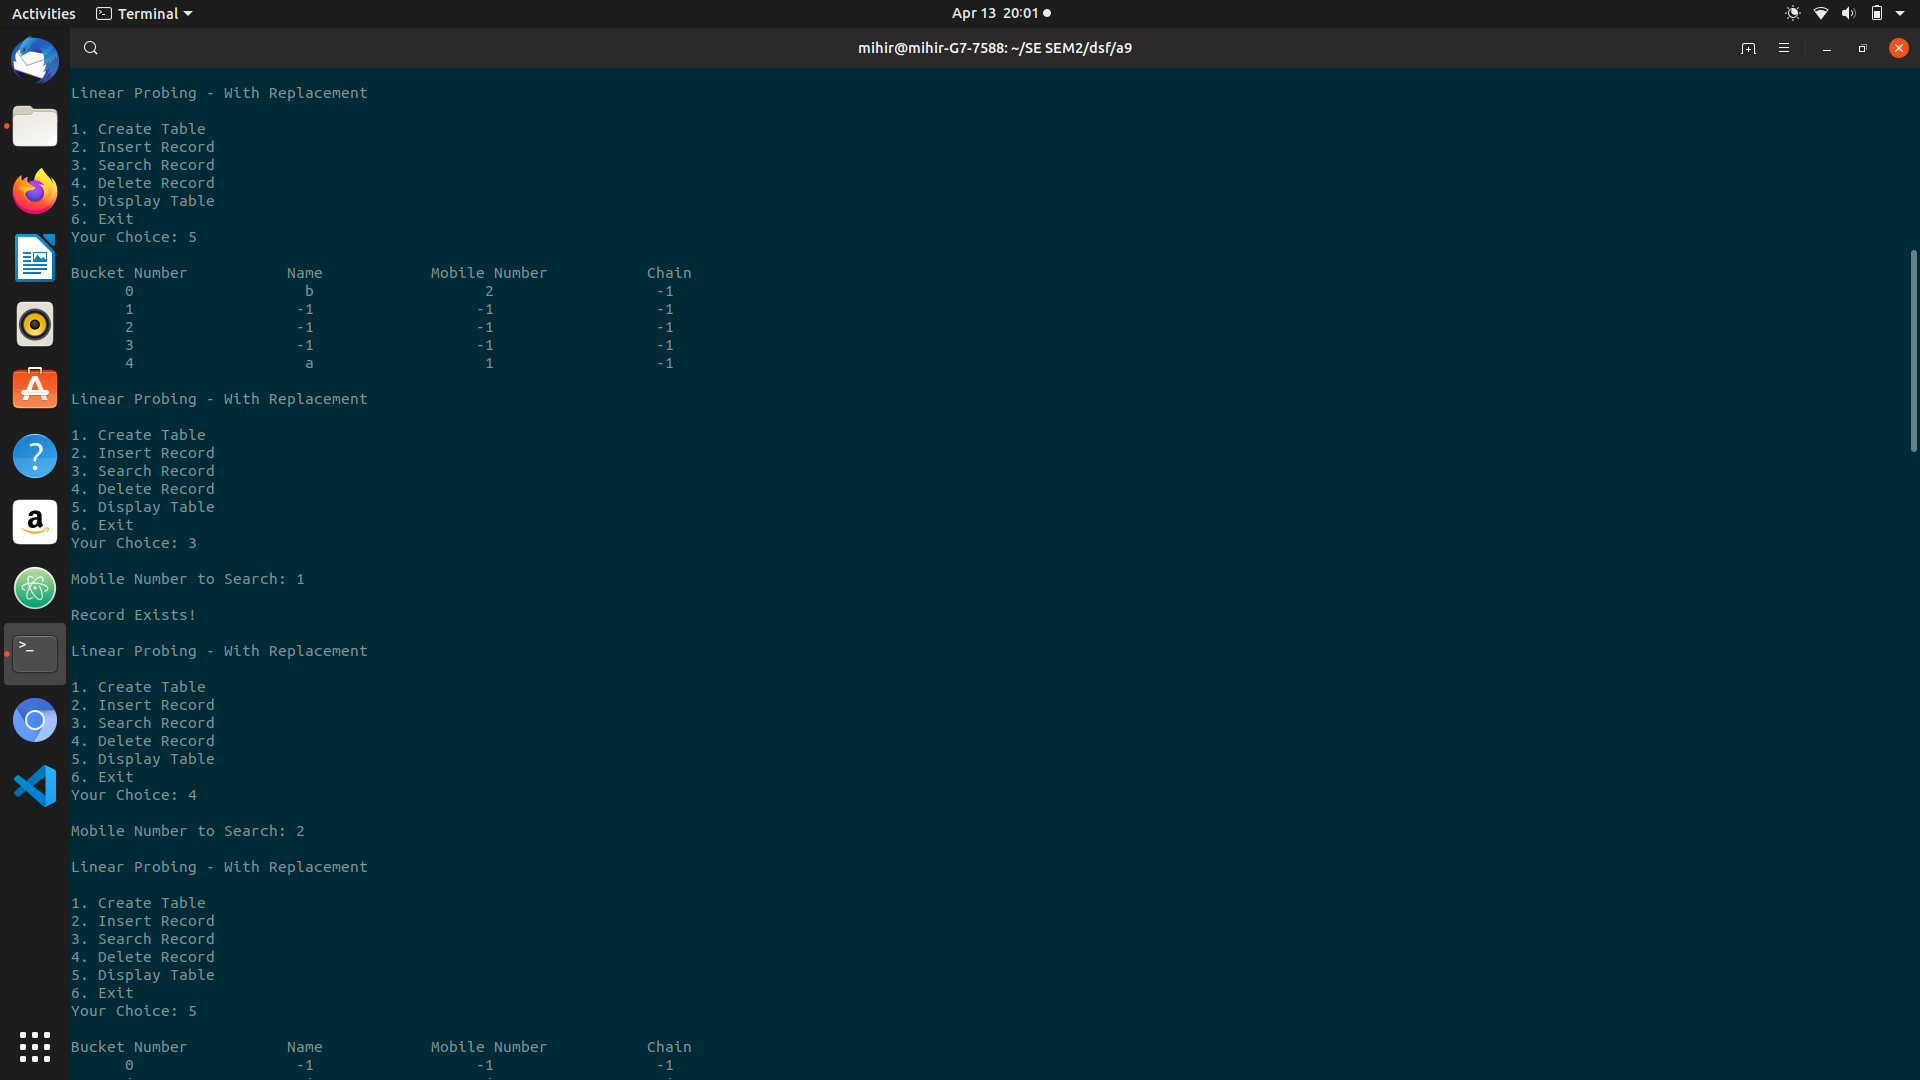 Activities Terminal Apr 13 20:01
mihir@mihir-G7-7588: ~/SE SEM2/dsf/a9
Linear Probing - With Replacement
1. Create Table
2. Insert Record
3. Search Record
4. Delete Record
5. Display Table
6. Exit
Your Choice: 5
Bucket Number Name Mobile Number Chain
0 b 2 -1
1 -1 -1 -1
2 -1 -1 -1
3 -1 -1 -1
4 a 1 -1
Linear Probing - With Replacement
1. Create Table
2. Insert Record
3. Search Record
4. Delete Record
5. Display Table
6. Exit
Your Choice: 3
Mobile Number to Search: 1
Record Exists!
Linear Probing - With Replacement
1. Create Table
2. Insert Record
3. Search Record
4. Delete Record
5. Display Table
6. Exit
Your Choice: 4
Mobile Number to Search: 2
Linear Probing - With Replacement
1. Create Table
2. Insert Record
3. Search Record
4. Delete Record
5. Display Table
6. Exit
Your Choice: 5
Bucket Number Name Mobile Number Chain
0 -1 -1 -1